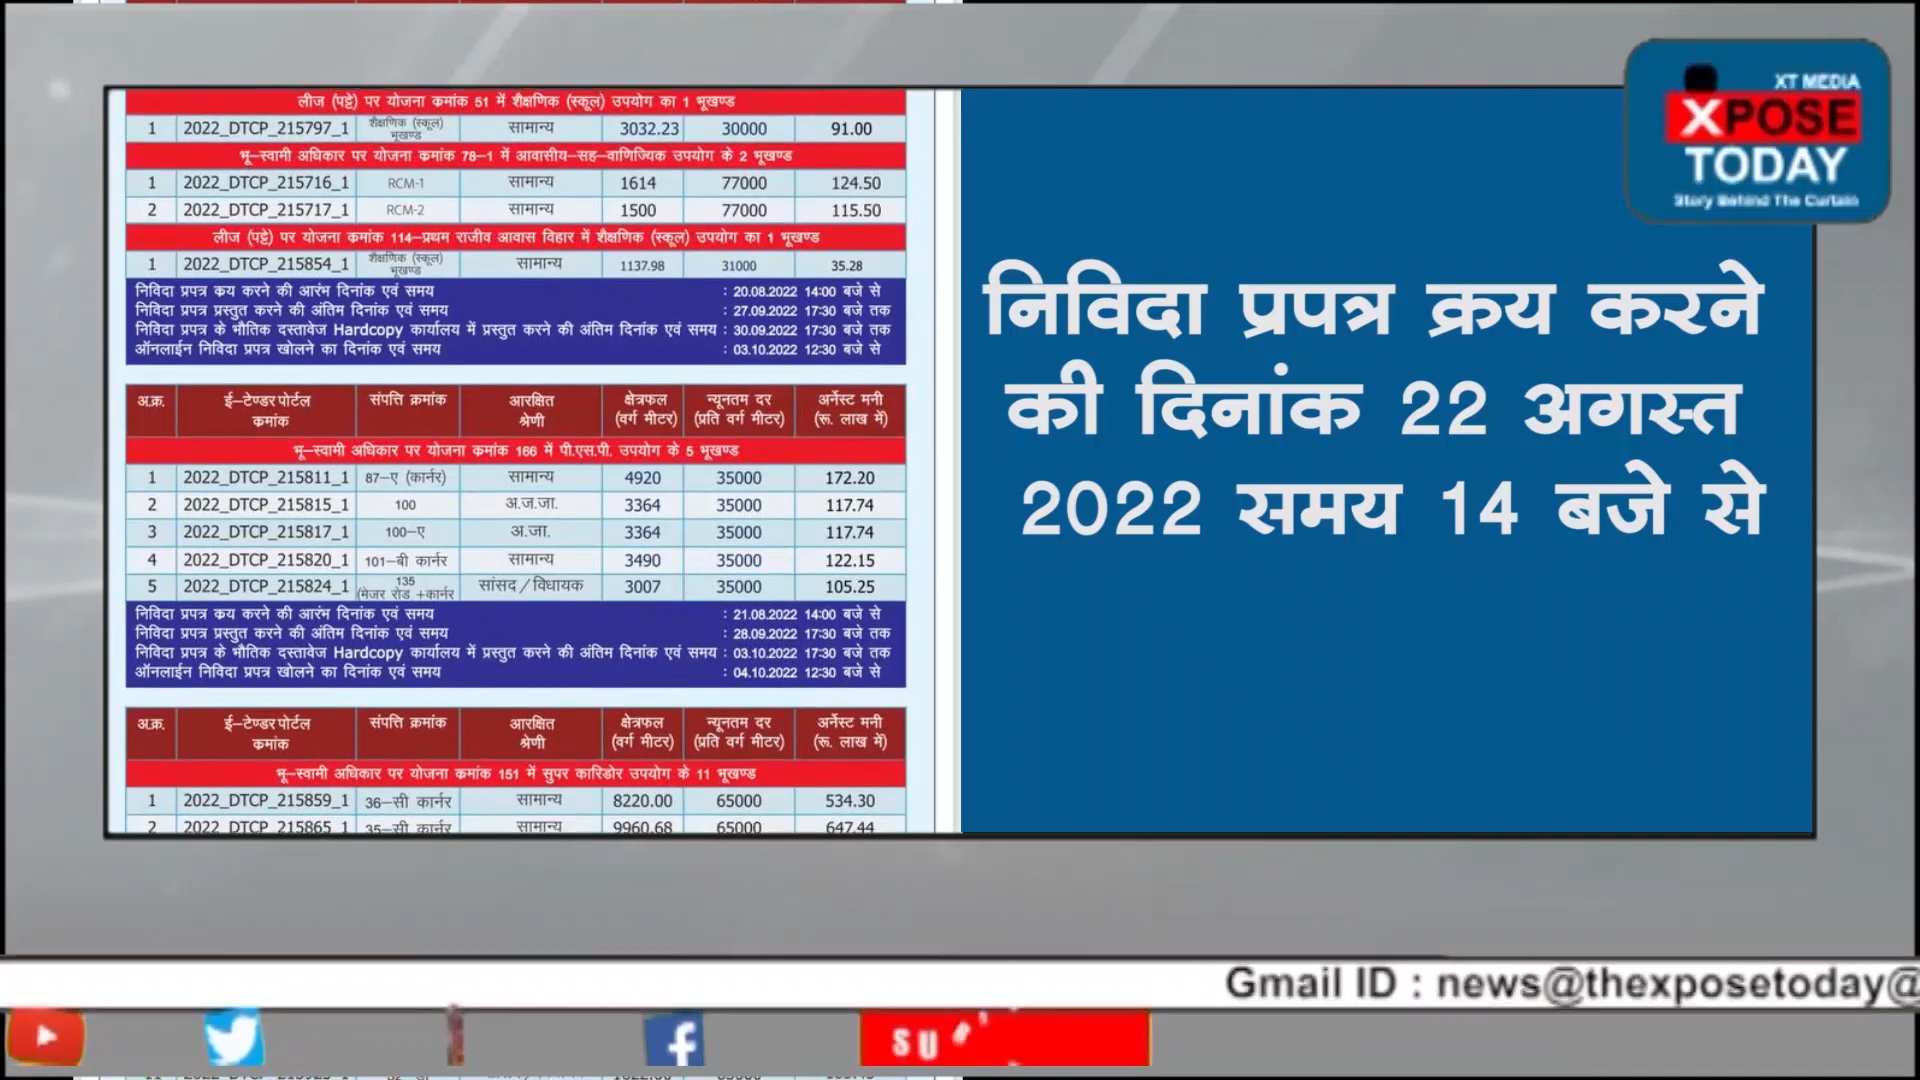 लीज (पट्टे) पर योजना क्रमांक 51 में शैक्षणिक (स्कूल) उपयोग का 1 भूखण्ड
1 2022_DTCP_215797_1 शैक्षणिक (स्कूल) भूखण्ड सामान्य 3032.23 30000 91.00
भू-स्वामी अधिकार पर योजना क्रमांक 78-1 में आवासीय-सह-वाणिज्यिक उपयोग के 2 भूखण्ड
1 2022_DTCP_215716_1 RCM-1 सामान्य 1614 77000 124.50
2 2022_DTCP_215717_1 RCM-2 सामान्य 1500 77000 115.50
लीज (पट्टे) पर योजना क्रमांक 114-प्रथम राजीव आवास विहार में शैक्षणिक (स्कूल) उपयोग का 1 भूखण्ड
1 2022_DTCP_215854_1 शैक्षणिक (स्कूल) भूखण्ड सामान्य 1137.98 31000 35.28
निविदा प्रपत्र क्रय करने की आरंभ दिनांक एवं समय : 20.08.2022 14:00 बजे से
निविदा प्रपत्र प्रस्तुत करने की अंतिम दिनांक एवं समय : 27.09.2022 17:30 बजे तक
निविदा प्रपत्र के भौतिक दस्तावेज Hardcopy कार्यालय में प्रस्तुत करने की अंतिम दिनांक एवं समय : 30.09.2022 17:30 बजे तक
ऑनलाईन निविदा प्रपत्र खोलने का दिनांक एवं समय : 03.10.2022 12:30 बजे से
अ.क्र. ई-टेण्डर पोर्टल क्रमांक संपत्ति क्रमांक आरक्षित श्रेणी क्षेत्रफल (वर्ग मीटर) न्यूनतम दर (प्रति वर्ग मीटर) अर्नेस्ट मनी (रू. लाख में)
भू-स्वामी अधिकार पर योजना क्रमांक 166 में पी.एस.पी. उपयोग के 5 भूखण्ड
1 2022_DTCP_215811_1 87-ए (कार्नर) सामान्य 4920 35000 172.20
2 2022_DTCP_215815_1 100 अ.ज.जा. 3364 35000 117.74
3 2022_DTCP_215817_1 100-ए अ.जा. 3364 35000 117.74
4 2022_DTCP_215820_1 101-बी कार्नर सामान्य 3490 35000 122.15
5 2022_DTCP_215824_1 135 (मेजर रोड +कार्नर सांसद/विधायक 3007 35000 105.25
निविदा प्रपत्र क्रय करने की आरंभ दिनांक एवं समय : 21.08.2022 14:00 बजे से
निविदा प्रपत्र प्रस्तुत करने की अंतिम दिनांक एवं समय : 28.09.2022 17:30 बजे तक
निविदा प्रपत्र के भौतिक दस्तावेज Hardcopy कार्यालय में प्रस्तुत करने की अंतिम दिनांक एवं समय : 03.10.2022 17:30 बजे तक
ऑनलाईन निविदा प्रपत्र खोलने का दिनांक एवं समय : 04.10.2022 12:30 बजे से
अ.क्र. ई-टेण्डर पोर्टल क्रमांक संपत्ति क्रमांक आरक्षित श्रेणी क्षेत्रफल (वर्ग मीटर) न्यूनतम दर (प्रति वर्ग मीटर) अर्नेस्ट मनी (रू. लाख में)
भू-स्वामी अधिकार पर योजना क्रमांक 151 में सुपर कारिडोर उपयोग के 11 भूखण्ड
1 2022_DTCP_215859_1 36-सी कार्नर सामान्य 8220.00 65000 534.30
2 2022_DTCP_215865_1 35-सी कार्नर सामान्य 9960.68 65000 647.44
XT MEDIA
XPOSE
TODAY
Story Behind The Curtain
निविदा प्रपत्र क्रय करने
की दिनांक 22 अगस्त
2022 समय 14 बजे से
Gmail ID : news@thexposetoday@
SU